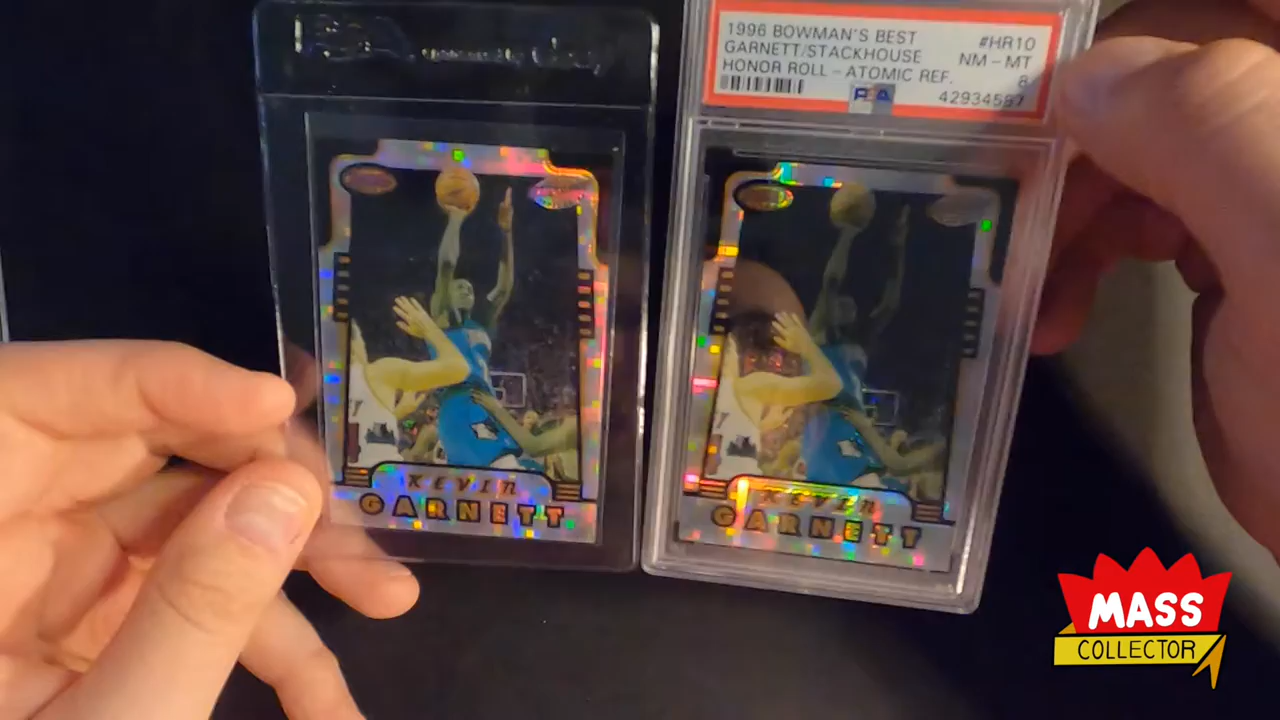 1996 BOWMAN'S BEST #HR10
GARNETT/STACKHOUSE NM - MT
HONOR ROLL - ATOMIC REF. 8
PSA 42934587
KEVIN
GARNETT
KEVIN
GARNETT
MASS
COLLECTOR